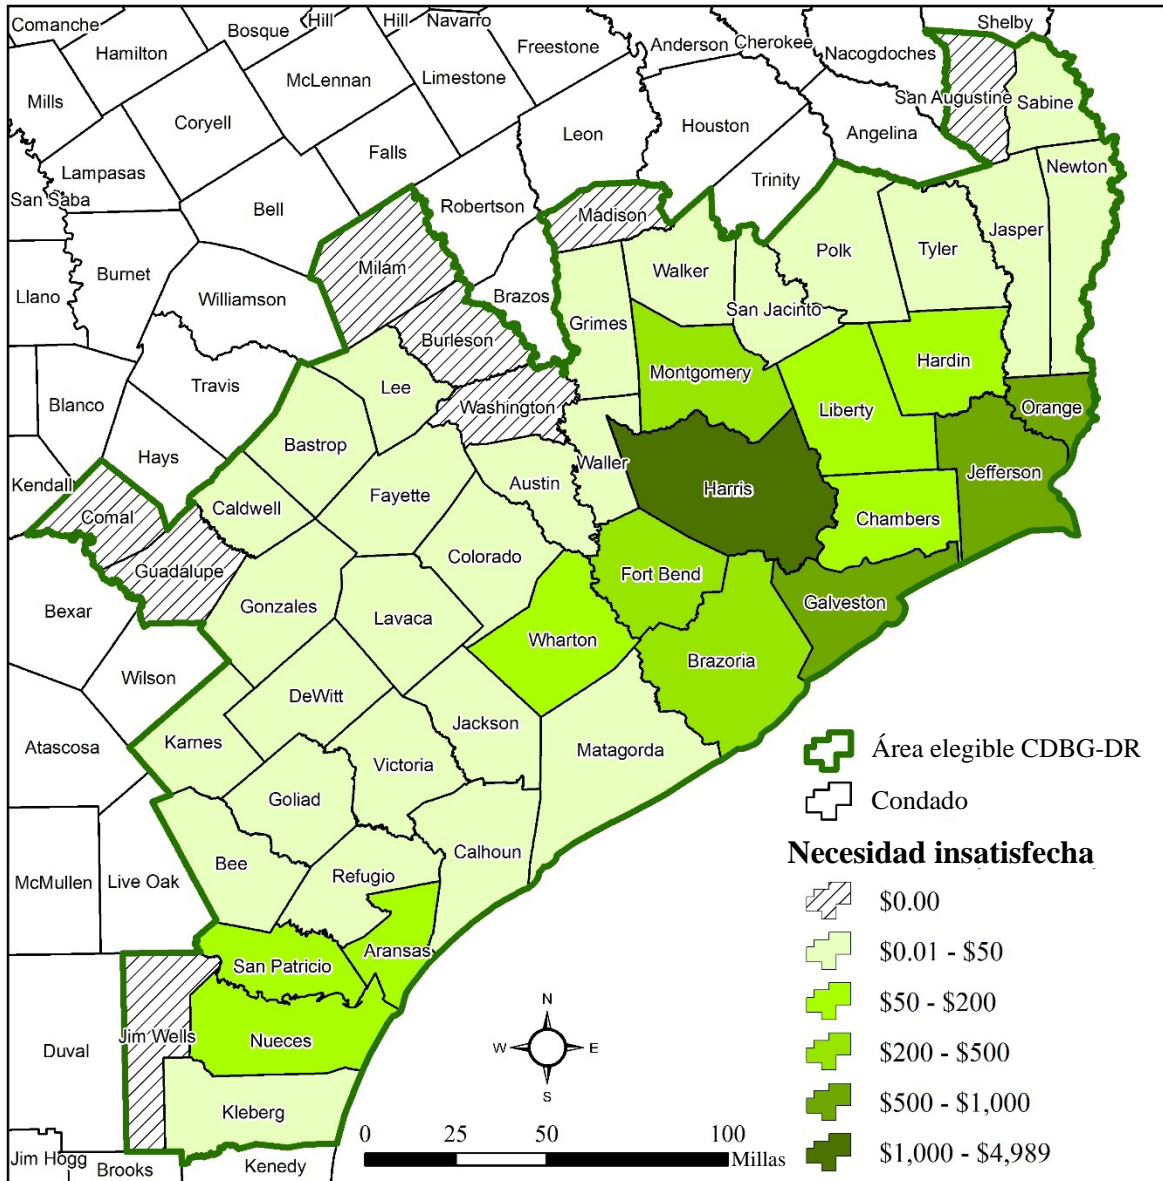 Comanche
Hamilton
Bosque
Hill
Hill
Navarro
Freestone
Anderson
Cherokee
Nacogdoches
Shelby
Mills
Coryell
McLennan
Limestone
Leon
Houston
Angelina
San Augustine
Sabine
Lampasas
Falls
Trinity
Newton
San Saba
Bell
Robertson
Madison
Jasper
Burnet
Milam
Walker
Polk
Tyler
Llano
Williamson
Brazos
Grimes
San Jacinto
Burleson
Hardin
Travis
Lee
Montgomery
Blanco
Washington
Liberty
Orange
Hays
Bastrop
Waller
Jefferson
Kendall
Fayette
Austin
Harris
Comal
Caldwell
Chambers
Colorado
Guadalupe
Fort Bend
Bexar
Gonzales
Lavaca
Galveston
Wharton
Brazoria
Wilson
DeWitt
Jackson
Atascosa
Karnes
Victoria
Matagorda
Goliad
Calhoun
McMullen
Live Oak
Bee
Refugio
Aransas
San Patricio
Duval
Jim Wells
Nueces
Kleberg
Jim Hogg
Brooks
Kenedy
N
W E
S
0 25 50 100
Millas
Área elegible CDBG-DR
Condado
Necesidad insatisfecha
$0.00
$0.01 - $50
$50 - $200
$200 - $500
$500 - $1,000
$1,000 - $4,989